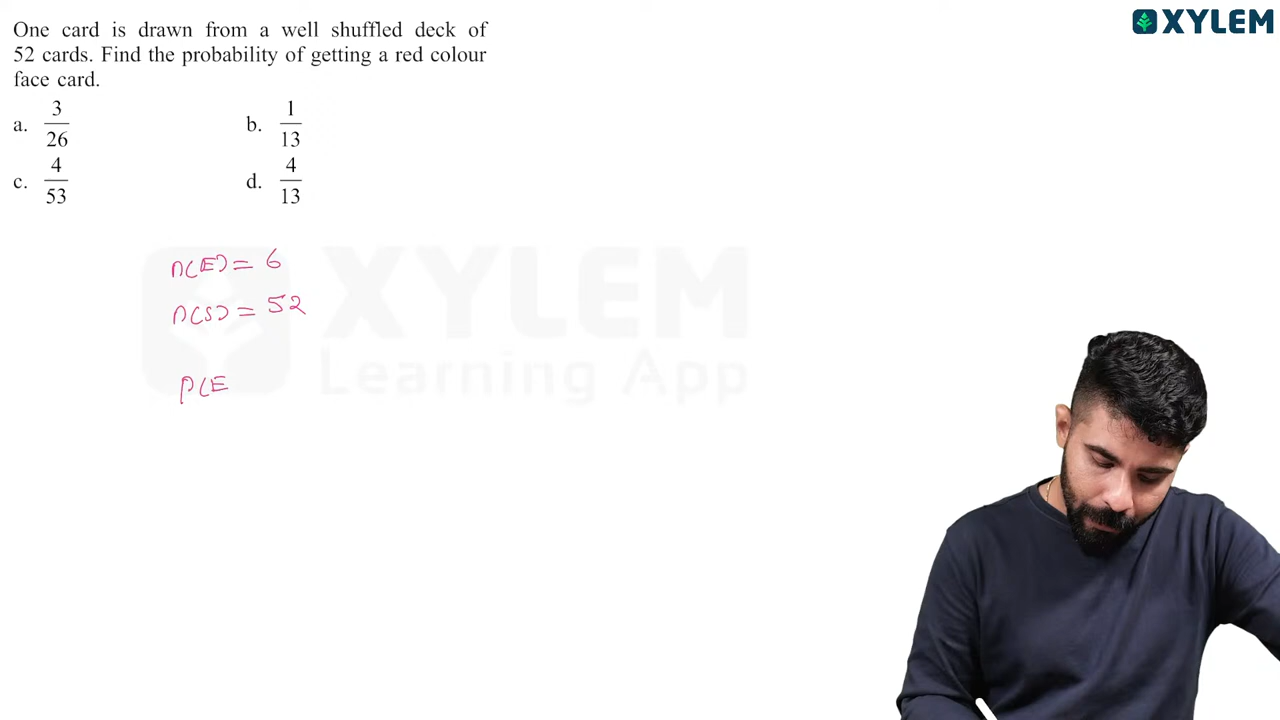 One card is drawn from a well shuffled deck of
52 cards. Find the probability of getting a red colour
face card.
a. 3/26 b. 1/13
c. 4/53 d. 4/13
n(E) = 6
n(S) = 52
P(E
XYLEM
XYLEM
Learning App